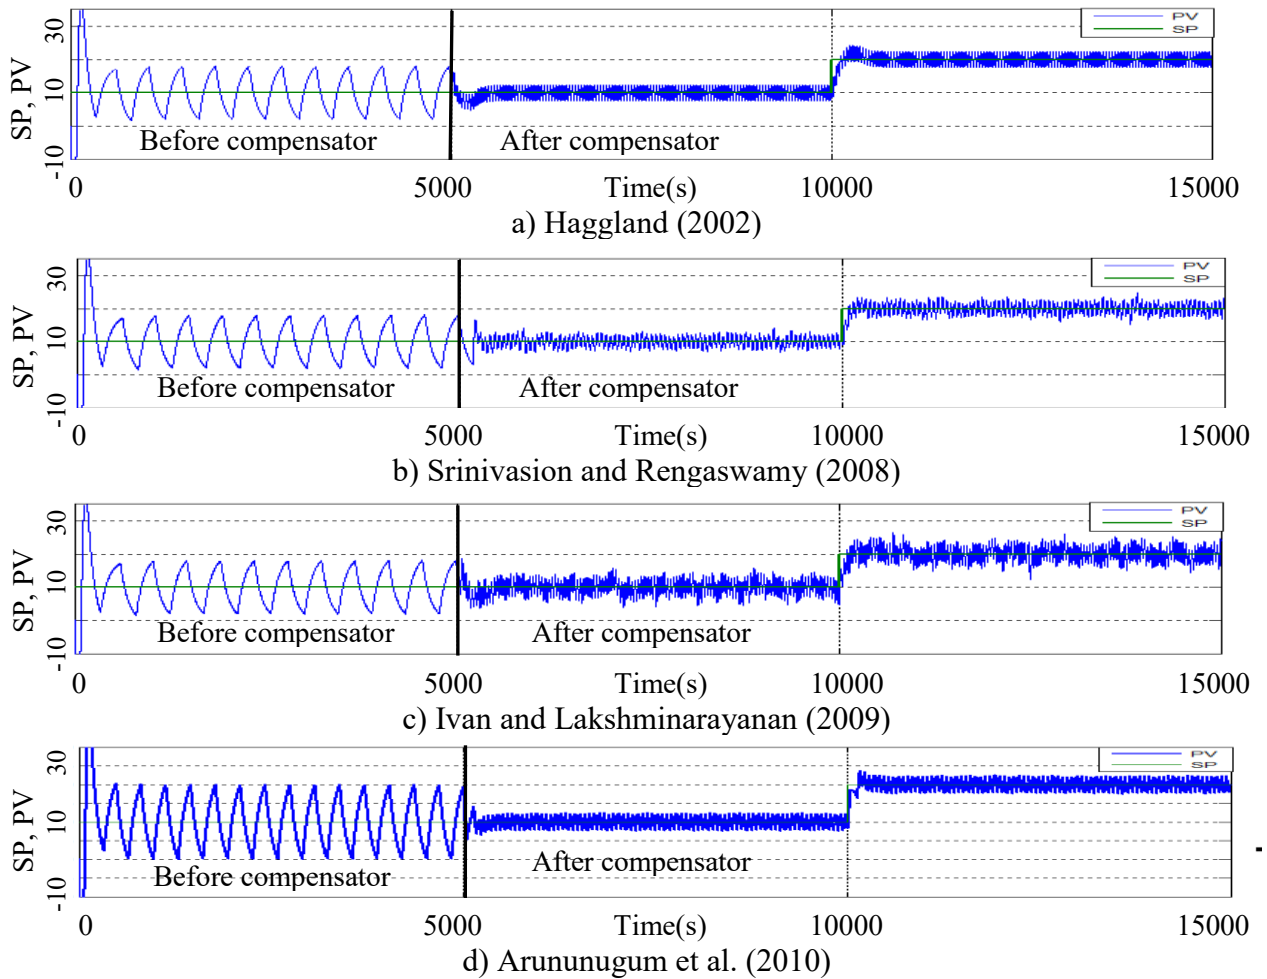 30
PV
SP
SP, PV
10
Before compensator
After compensator
-10
0
5000
Time(s)
10000
15000
a) Haggland (2002)
30
PV
SP
SP, PV
10
Before compensator
After compensator
-10
0
5000
Time(s)
10000
15000
b) Srinivasion and Rengaswamy (2008)
30
PV
SP
SP, PV
10
Before compensator
After compensator
-10
0
5000
Time(s)
10000
15000
c) Ivan and Lakshminarayanan (2009)
30
PV
SP
SP, PV
10
Before compensator
After compensator
-10
0
5000
Time(s)
10000
15000
d) Arununugum et al. (2010)